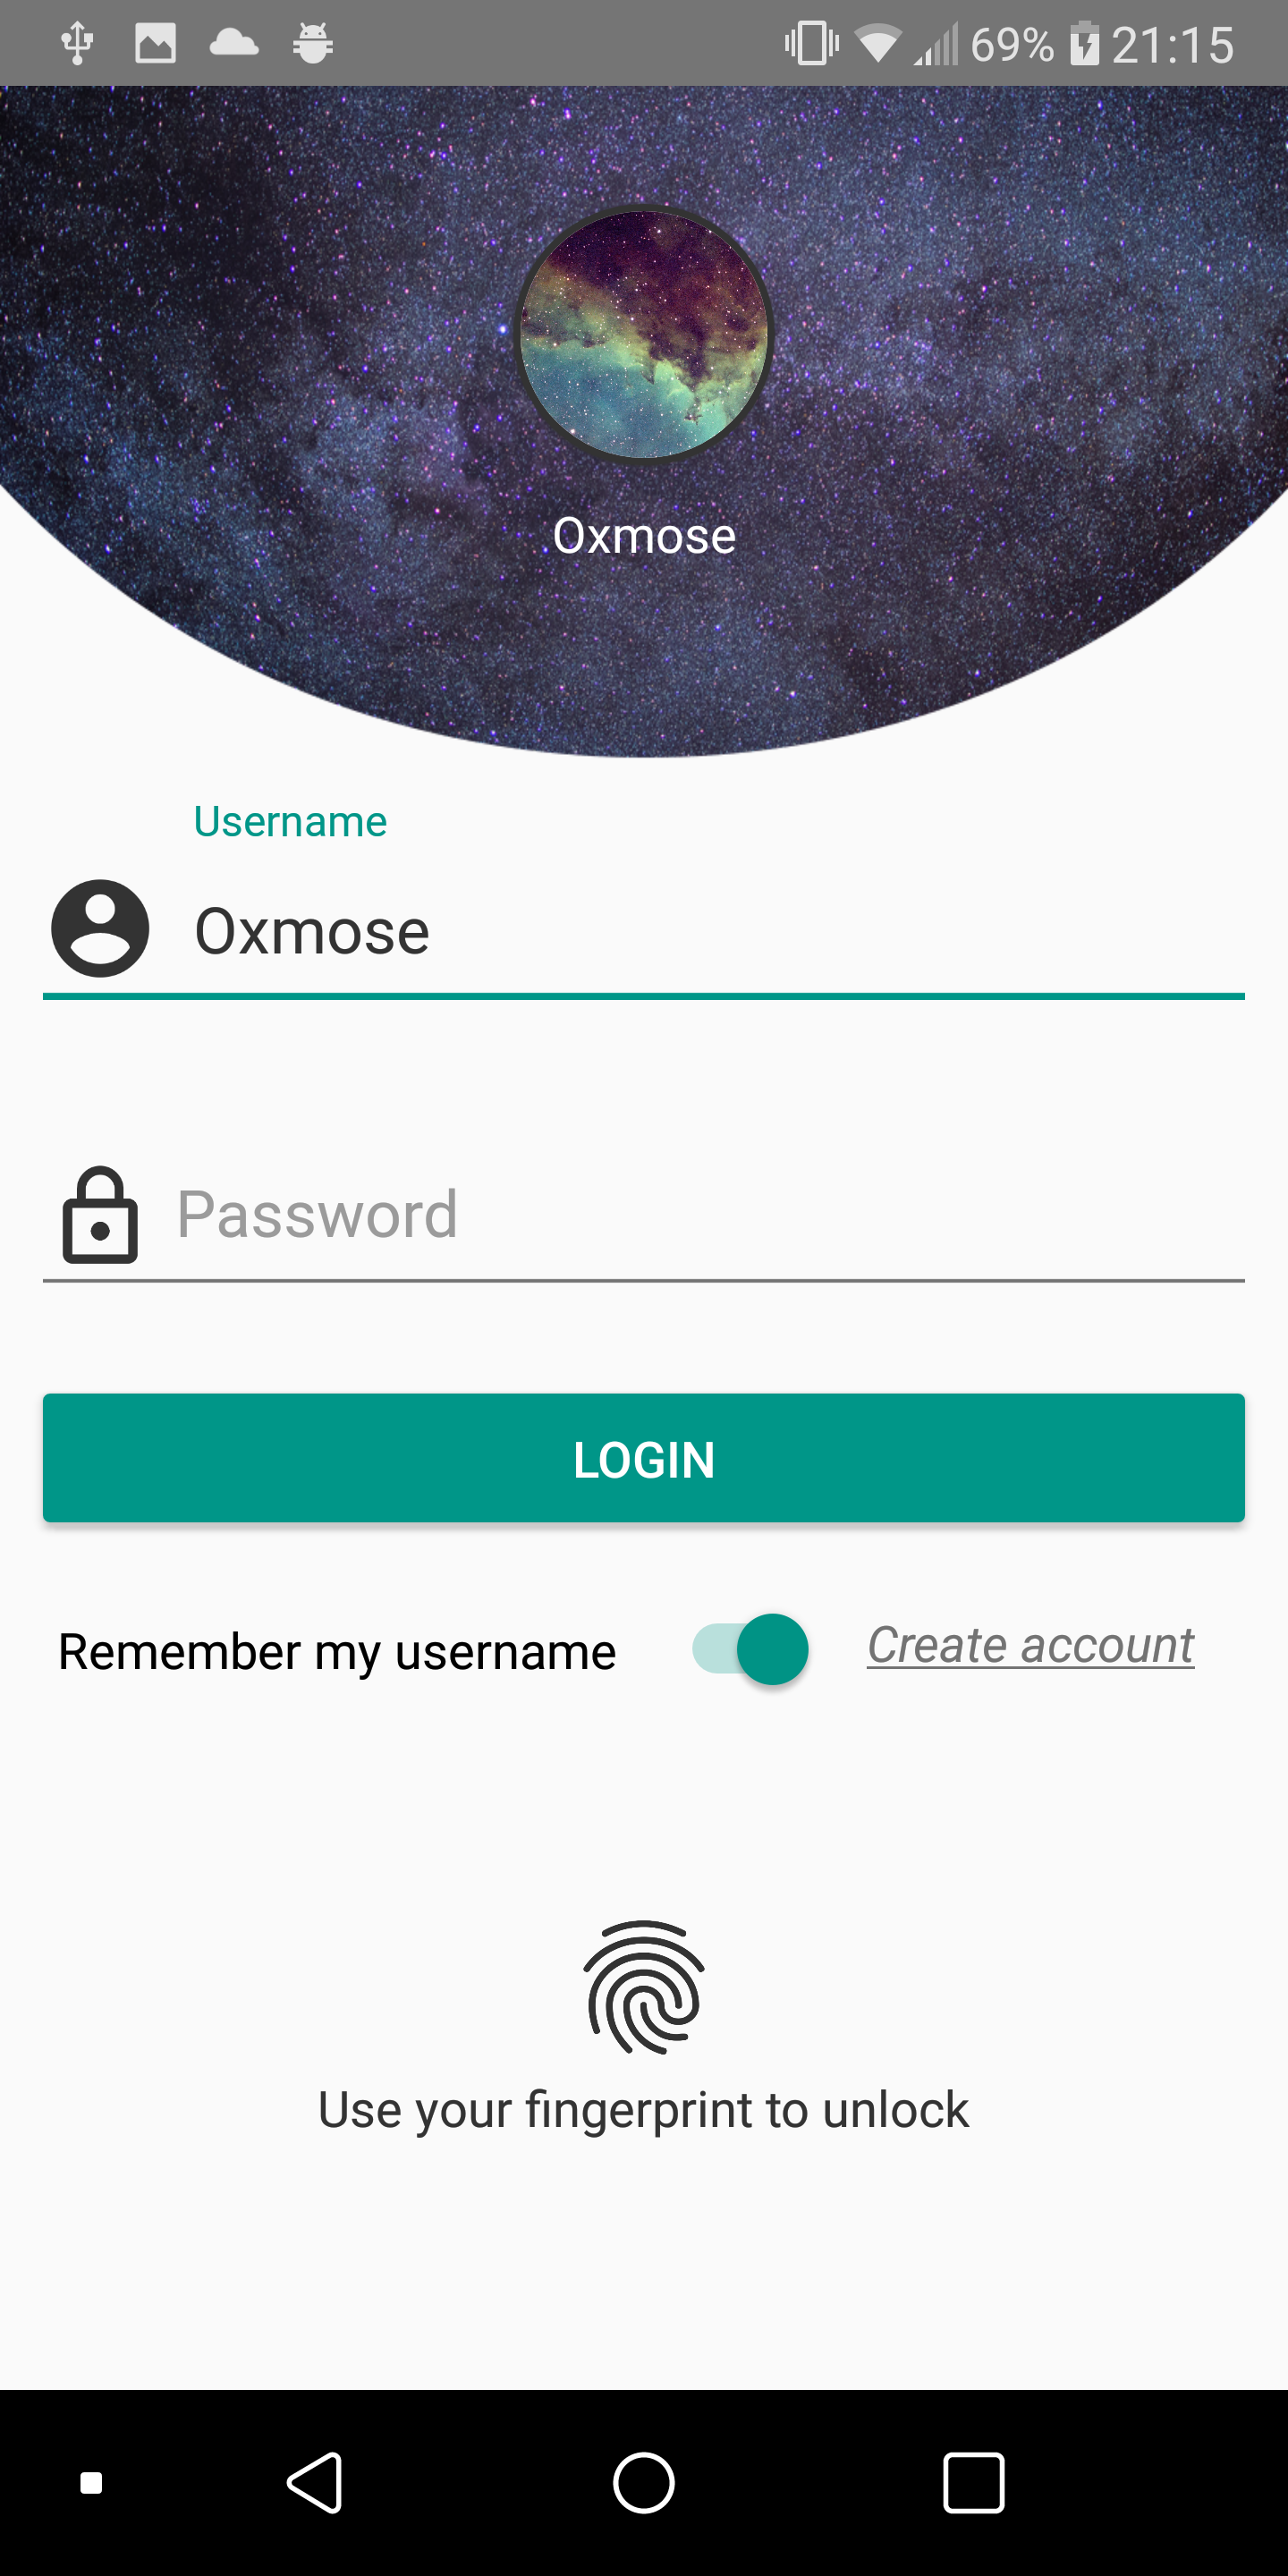 69% 21:15
Oxmose
Username
Oxmose
Password
LOGIN
Remember my username Create account
Use your fingerprint to unlock